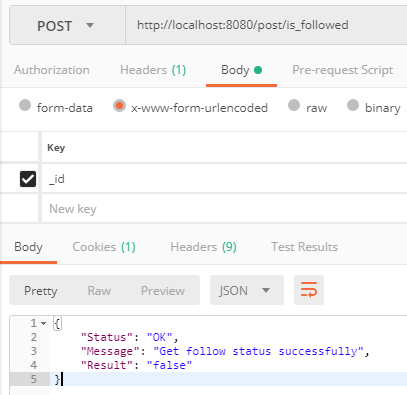 POST http://localhost:8080/post/is_followed
Authorization Headers (1) Body Pre-request Script
form-data x-www-form-urlencoded raw binary
Key
_id
New key
Body Cookies (1) Headers (9) Test Results
Pretty Raw Preview JSON
1 {
2 "Status": "OK",
3 "Message": "Get follow status successfully",
4 "Result": "false"
5 }